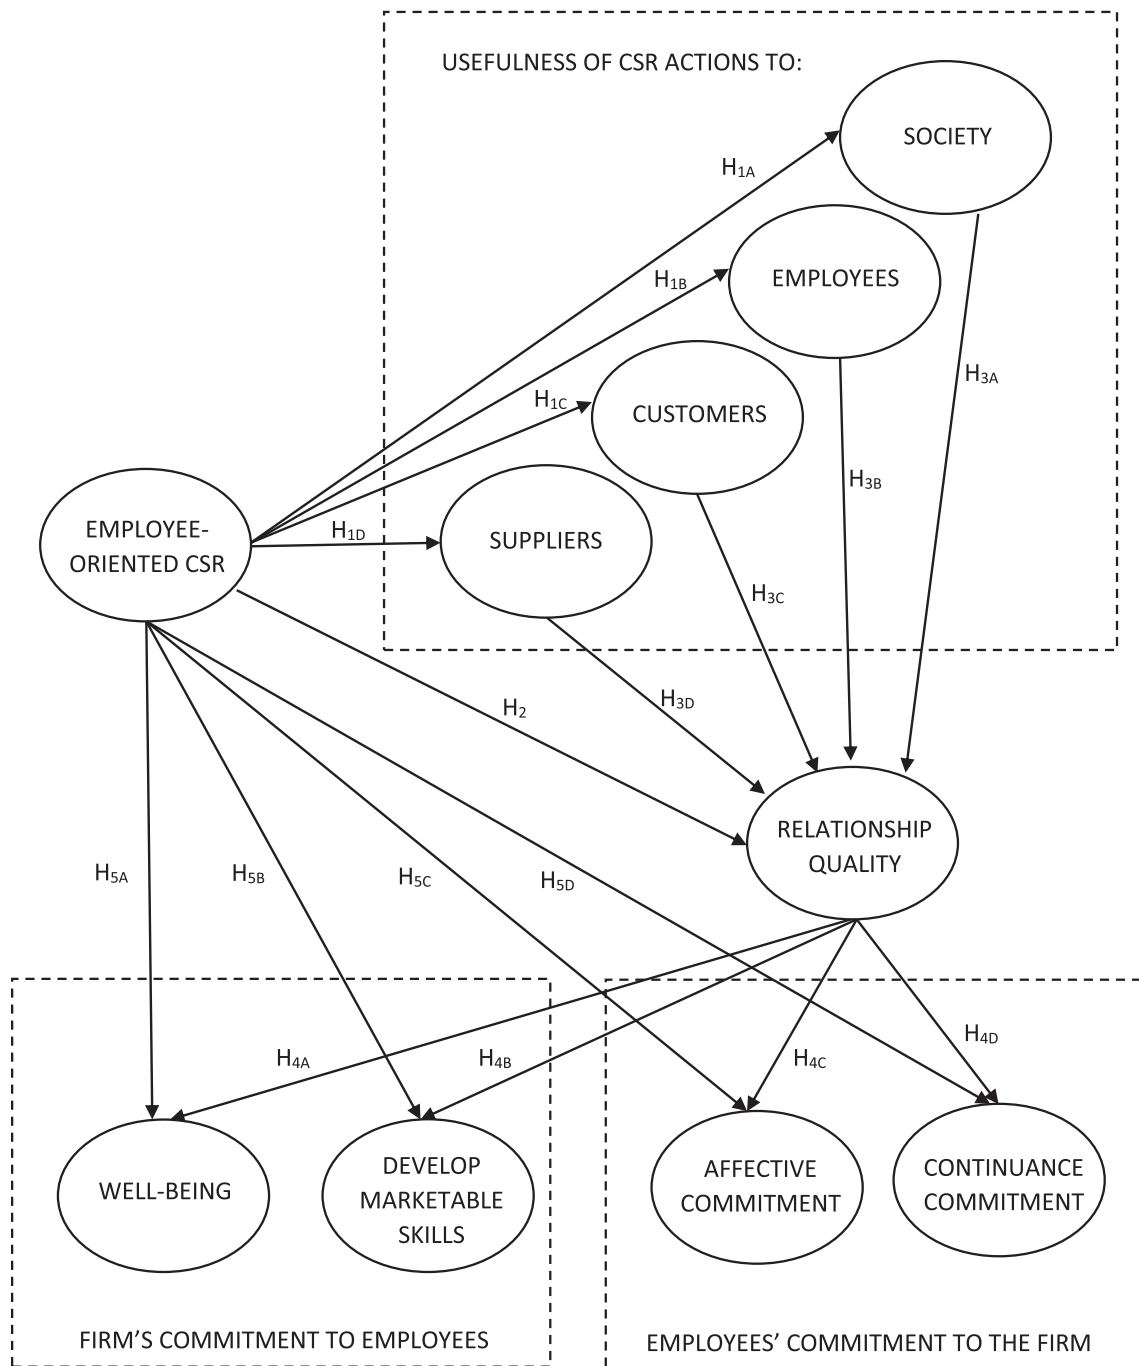 USEFULNESS OF CSR ACTIONS TO:
SOCIETY
H1A
EMPLOYEES
H1B
H3A
CUSTOMERS
H1C
H3B
EMPLOYEE-
ORIENTED CSR
H1D
SUPPLIERS
H3C
H3D
H2
RELATIONSHIP
QUALITY
H5A
H5B
H5C
H5D
H4A
H4B
H4C
H4D
WELL-BEING
DEVELOP
MARKETABLE
SKILLS
AFFECTIVE
COMMITMENT
CONTINUANCE
COMMITMENT
FIRM’S COMMITMENT TO EMPLOYEES
EMPLOYEES’ COMMITMENT TO THE FIRM